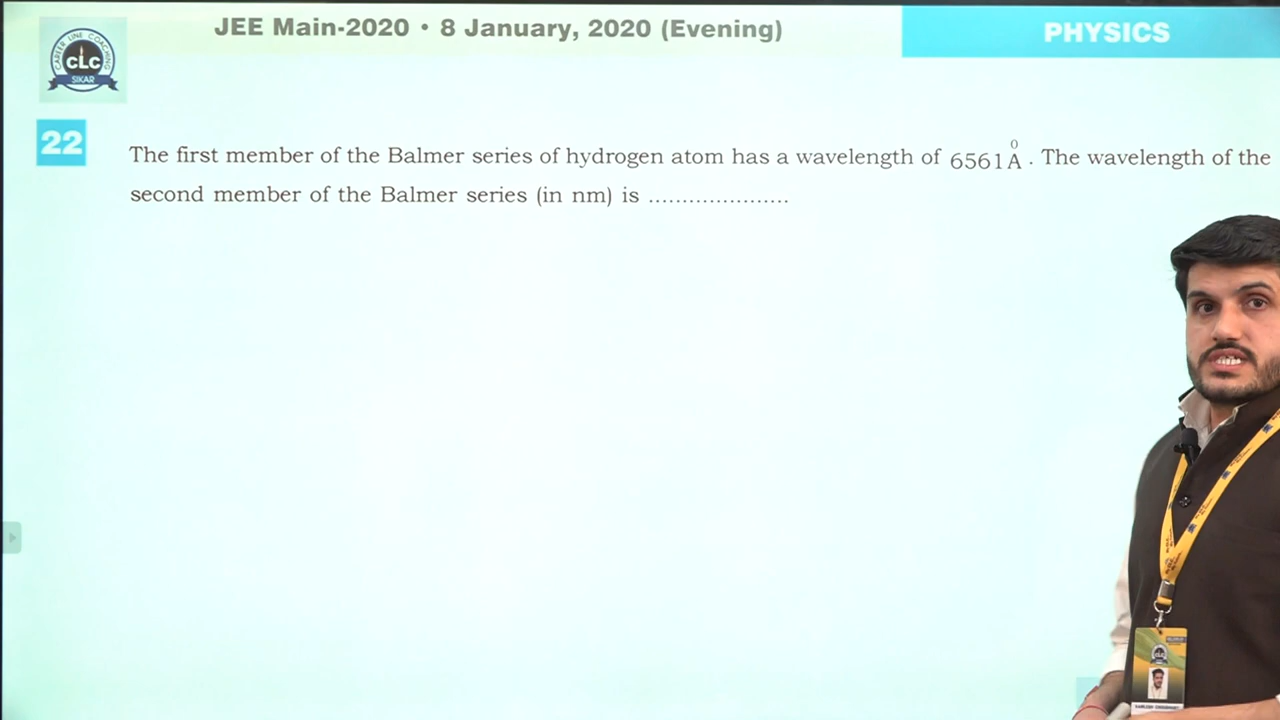 JEE Main-2020 • 8 January, 2020 (Evening)
PHYSICS
CAREER LINE COACHING
CLC
SIKAR
22
The first member of the Balmer series of hydrogen atom has a wavelength of 6561Å. The wavelength of the
second member of the Balmer series (in nm) is .....................
CLC